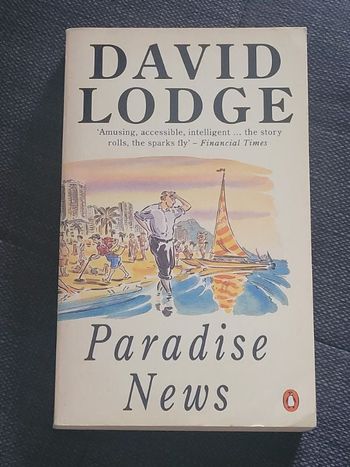 DAVID
LODGE
'Amusing, accessible, intelligent ... the story
rolls, the sparks fly' – Financial Times
Paradise
News